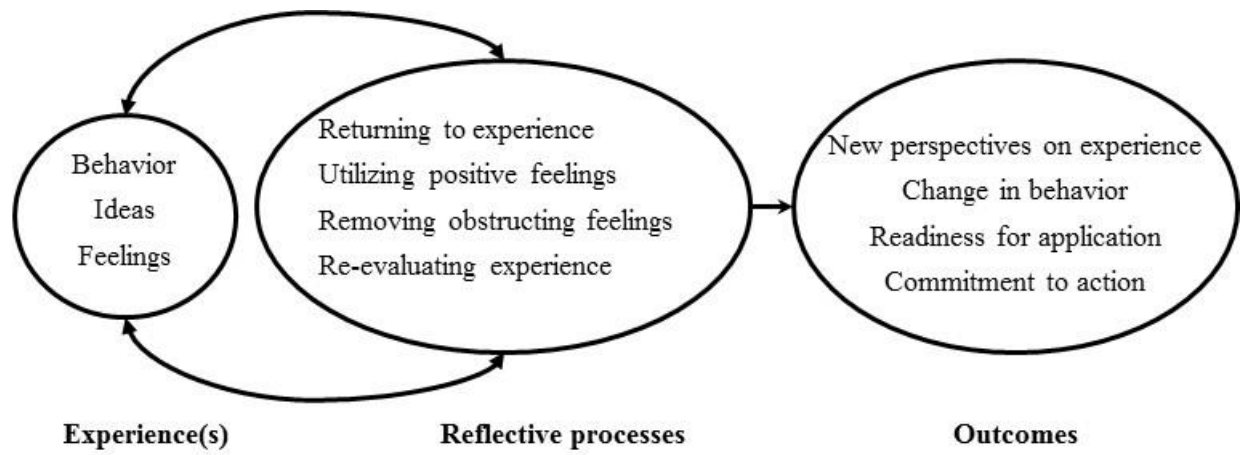 Behavior
Ideas
Feelings
Returning to experience
Utilizing positive feelings
Removing obstructing feelings
Re-evaluating experience
New perspectives on experience
Change in behavior
Readiness for application
Commitment to action
Experience(s)
Reflective processes
Outcomes